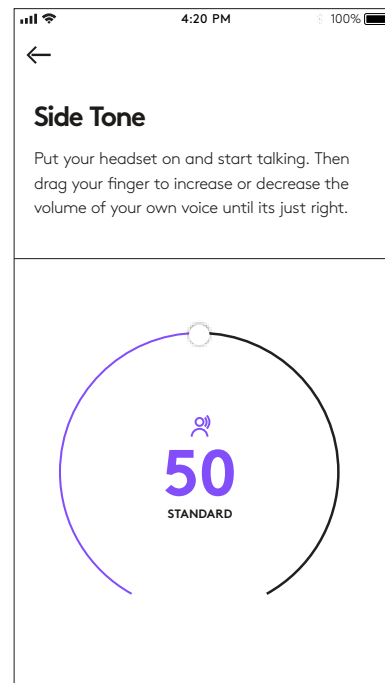 4:20 PM
100%
Side Tone
Put your headset on and start talking. Then
drag your finger to increase or decrease the
volume of your own voice until its just right.
50
STANDARD